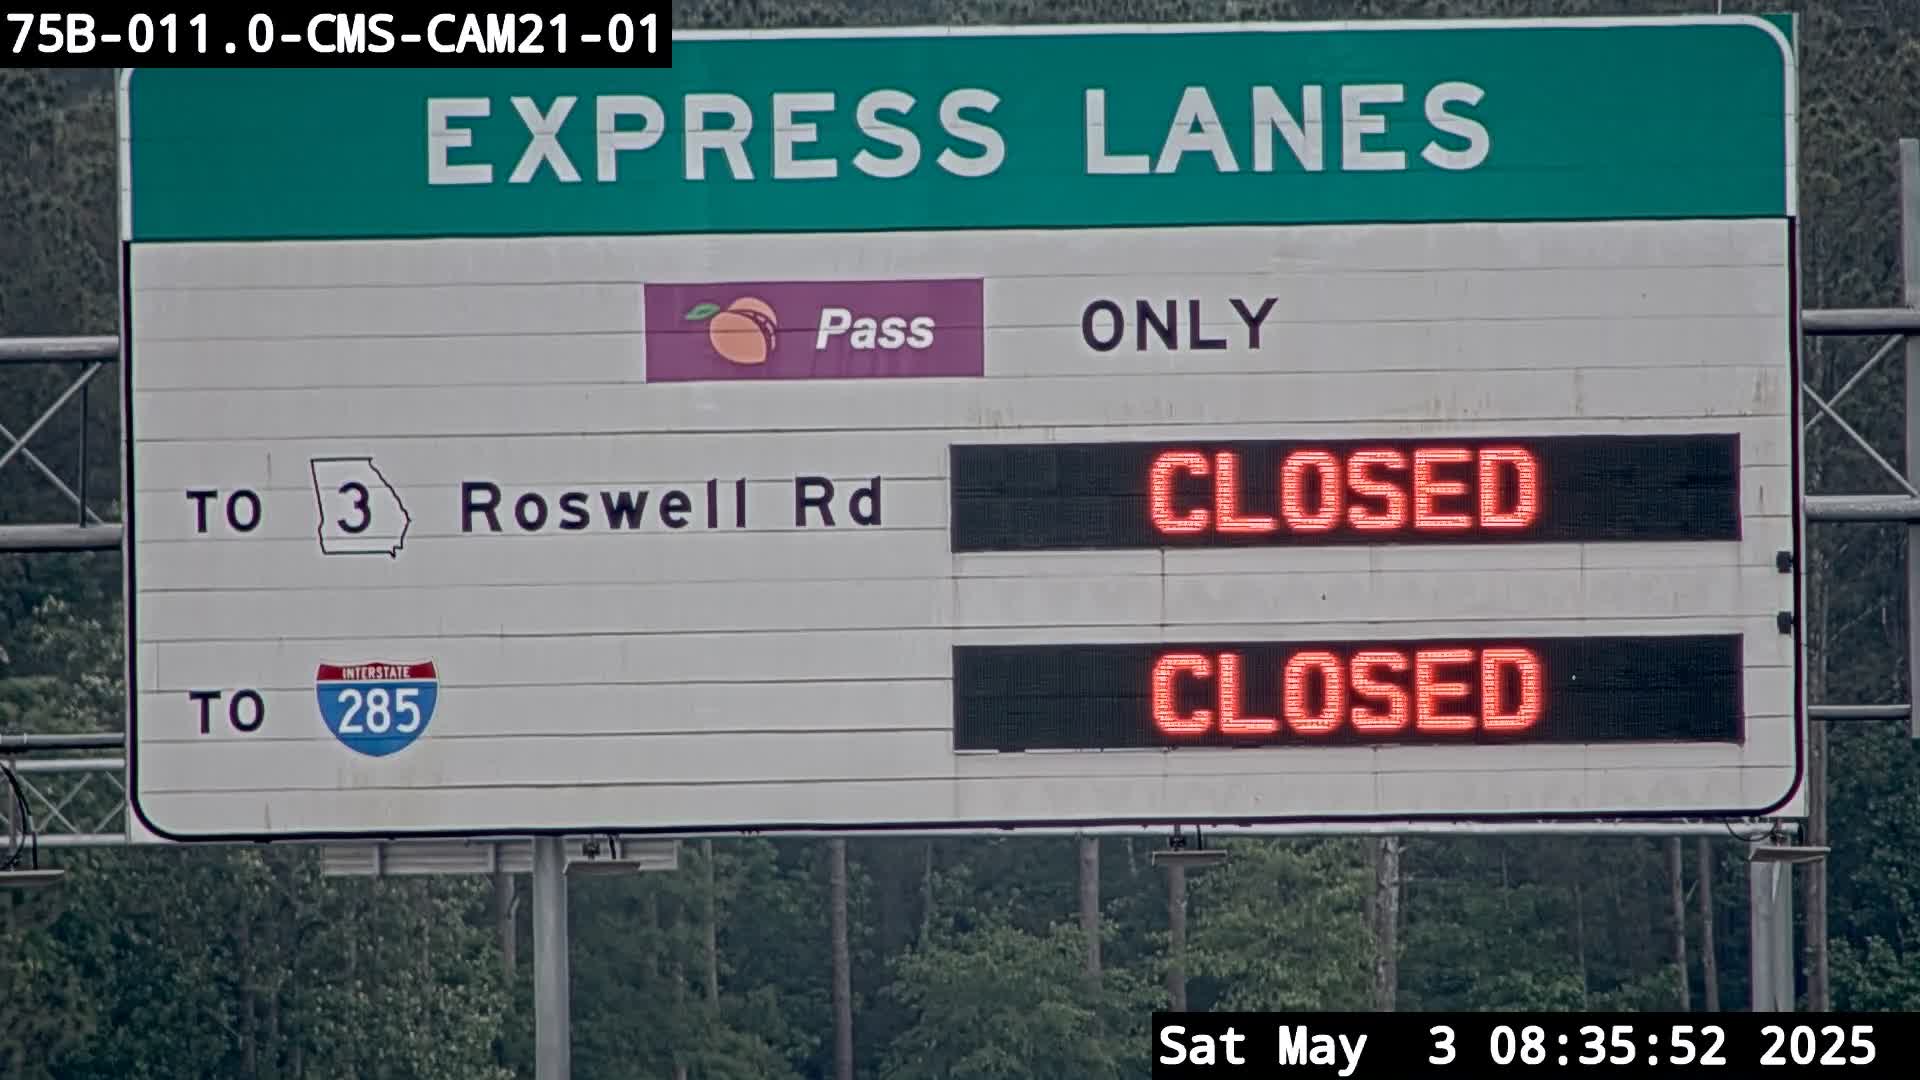 75B-011.0-CMS-CAM21-01
EXPRESS LANES
Pass ONLY
TO 3 Roswell Rd CLOSED
INTERSTATE
TO 285 CLOSED
Sat May 3 08:35:52 2025